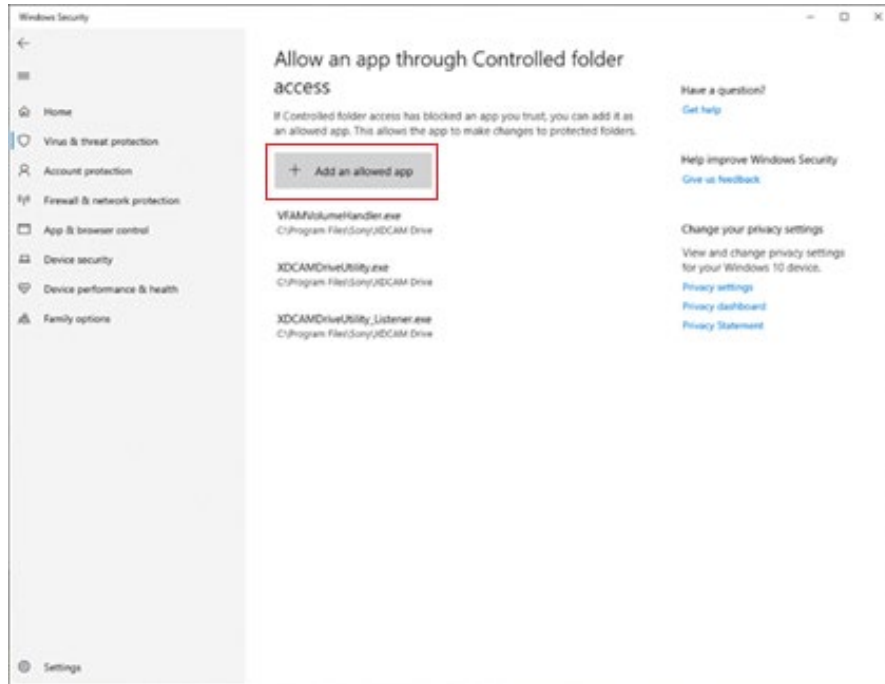 Windows Security
Home
Virus & threat protection
Account protection
Firewall & network protection
App & browser control
Device security
Device performance & health
Family options
Settings
Allow an app through Controlled folder
access
If Controlled folder access has blocked an app you trust, you can add it as
an allowed app. This allows the app to make changes to protected folders.
+ Add an allowed app
VFAMVolumeHandler.exe
C:\Program Files\Sony\XDCAM Drive
XDCAMDriveUtility.exe
C:\Program Files\Sony\XDCAM Drive
XDCAMDriveUtility_Listener.exe
C:\Program Files\Sony\XDCAM Drive
Have a question?
Get help
Help improve Windows Security
Give us feedback
Change your privacy settings
View and change privacy settings
for your Windows 10 device.
Privacy settings
Privacy dashboard
Privacy Statement